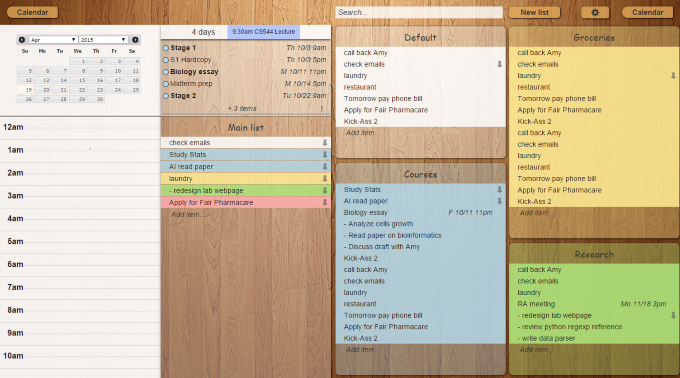 Calendar
Search...
New list
Calendar
Apr
2015
Su Mo Tu We Th Fr Sa
1 2 3 4
5 6 7 8 9 10 11
12 13 14 15 16 17 18
19 20 21 22 23 24 25
26 27 28 29 30
12am
1am
2am
3am
4am
5am
6am
7am
8am
9am
10am
4 days
9:30am CS544 Lecture
Stage 1 Th 10/3 9am
S1 Hardcopy Th 10/3 5pm
Biology essay M 10/11 11pm
Midterm prep M 10/14 5pm
Stage 2 Tu 10/22 9am
+ 3 items !
Main list
check emails
Study Stats
AI read paper
laundry
- redesign lab webpage
Apply for Fair Pharmacare
Add item...
Default
call back Amy
check emails
laundry
restaurant
Tomorrow pay phone bill
Apply for Fair Pharmacare
Kick-Ass 2
Add item...
Courses
Study Stats
AI read paper
Biology essay F 10/11 11pm
- Analyze cells growth
- Read paper on bioinformatics
- Discuss draft with Amy
Kick-Ass 2
call back Amy
check emails
laundry
restaurant
Tomorrow pay phone bill
Apply for Fair Pharmacare
Kick-Ass 2
Add item...
Groceries
call back Amy
check emails
laundry
restaurant
Tomorrow pay phone bill
Apply for Fair Pharmacare
Kick-Ass 2
call back Amy
check emails
laundry
restaurant
Tomorrow pay phone bill
Apply for Fair Pharmacare
Kick-Ass 2
Add item...
Research
call back Amy
check emails
laundry
RA meeting Mo 11/18 3pm
- redesign lab webpage
- review python regexp reference
- write data parser
Add item...